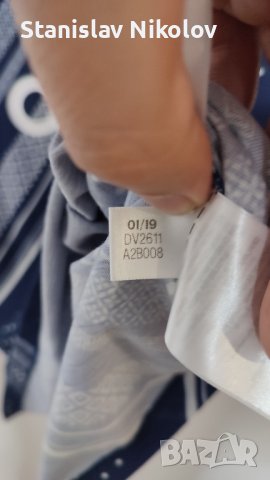 Stanislav Nikolov
01/19
DV2611
A2B008
BAZAR